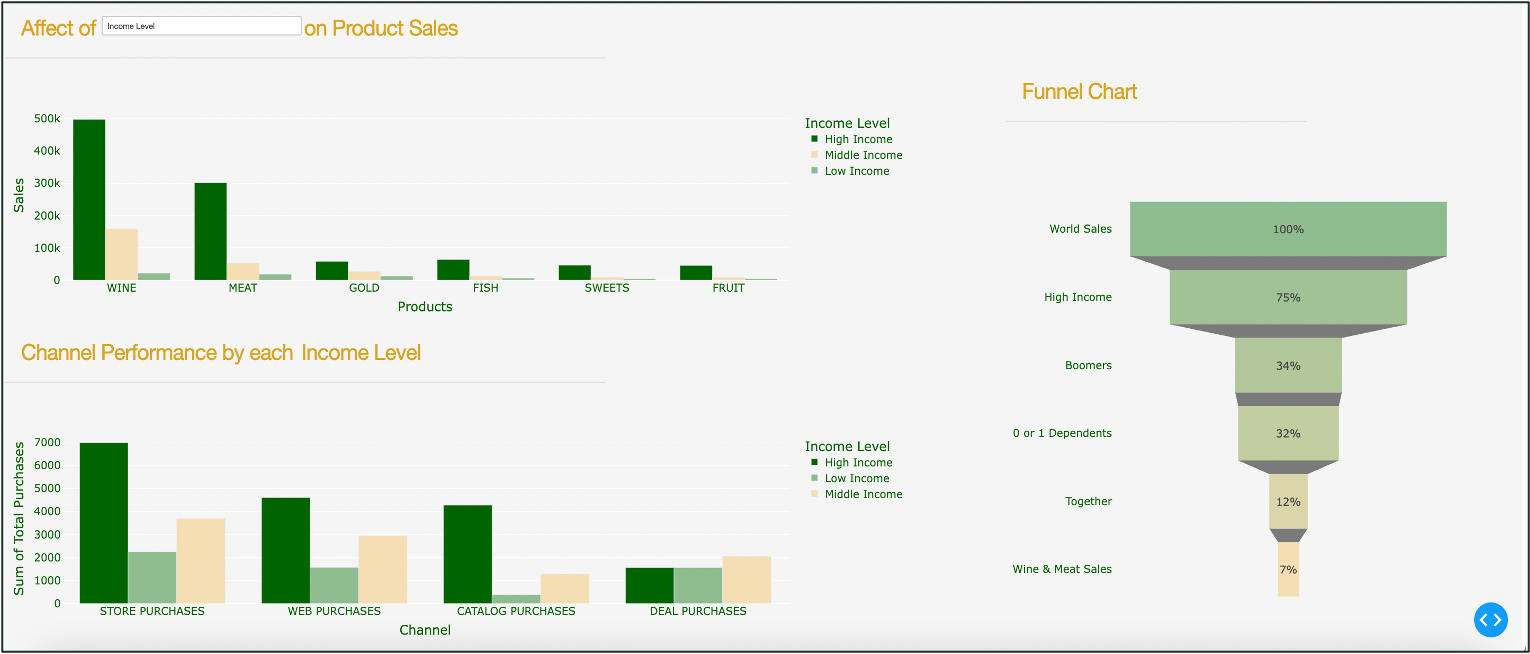 Affect of Income Level on Product Sales
500k
400k
300k
200k
100k
0
Sales
WINE MEAT GOLD FISH SWEETS FRUIT
Products
Income Level
High Income
Middle Income
Low Income
Channel Performance by each Income Level
7000
6000
5000
4000
3000
2000
1000
0
Sum of Total Purchases
STORE PURCHASES WEB PURCHASES CATALOG PURCHASES DEAL PURCHASES
Channel
Income Level
High Income
Low Income
Middle Income
Funnel Chart
World Sales 100%
High Income 75%
Boomers 34%
0 or 1 Dependents 32%
Together 12%
Wine & Meat Sales 7%